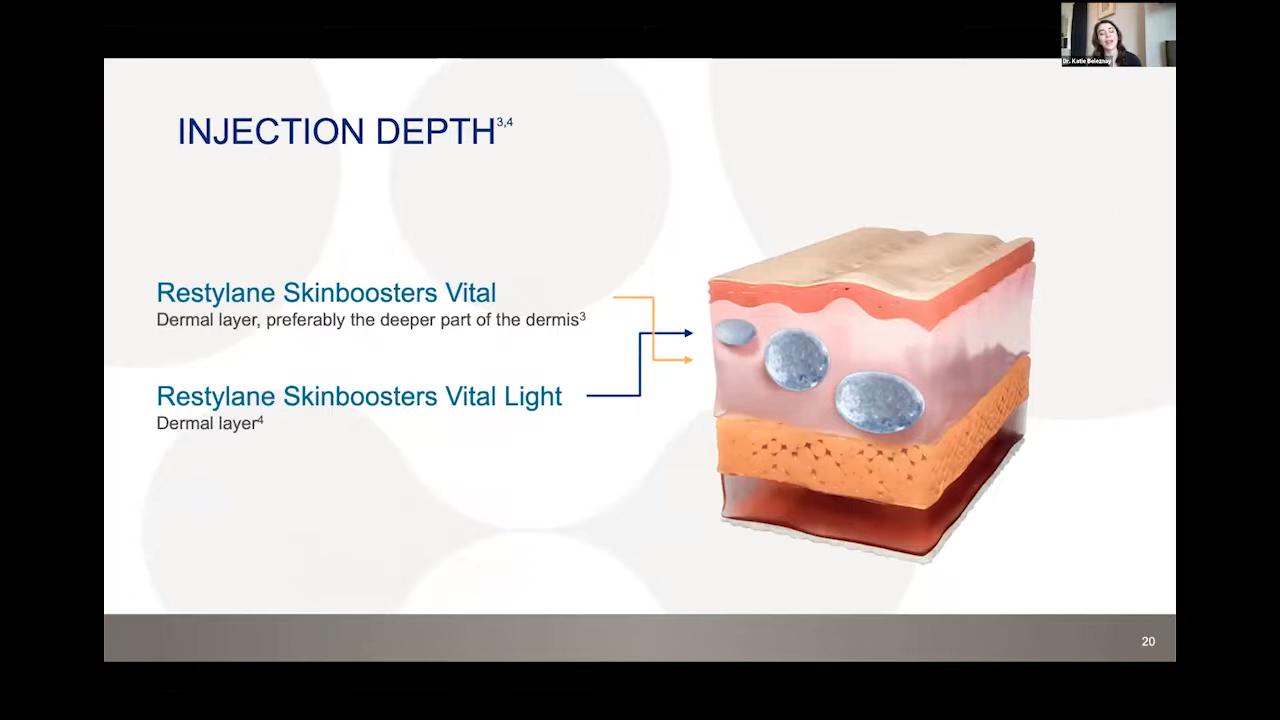 Dr. Katie Beleznay
INJECTION DEPTH3,4
Restylane Skinboosters Vital
Dermal layer, preferably the deeper part of the dermis3
Restylane Skinboosters Vital Light
Dermal layer4
20